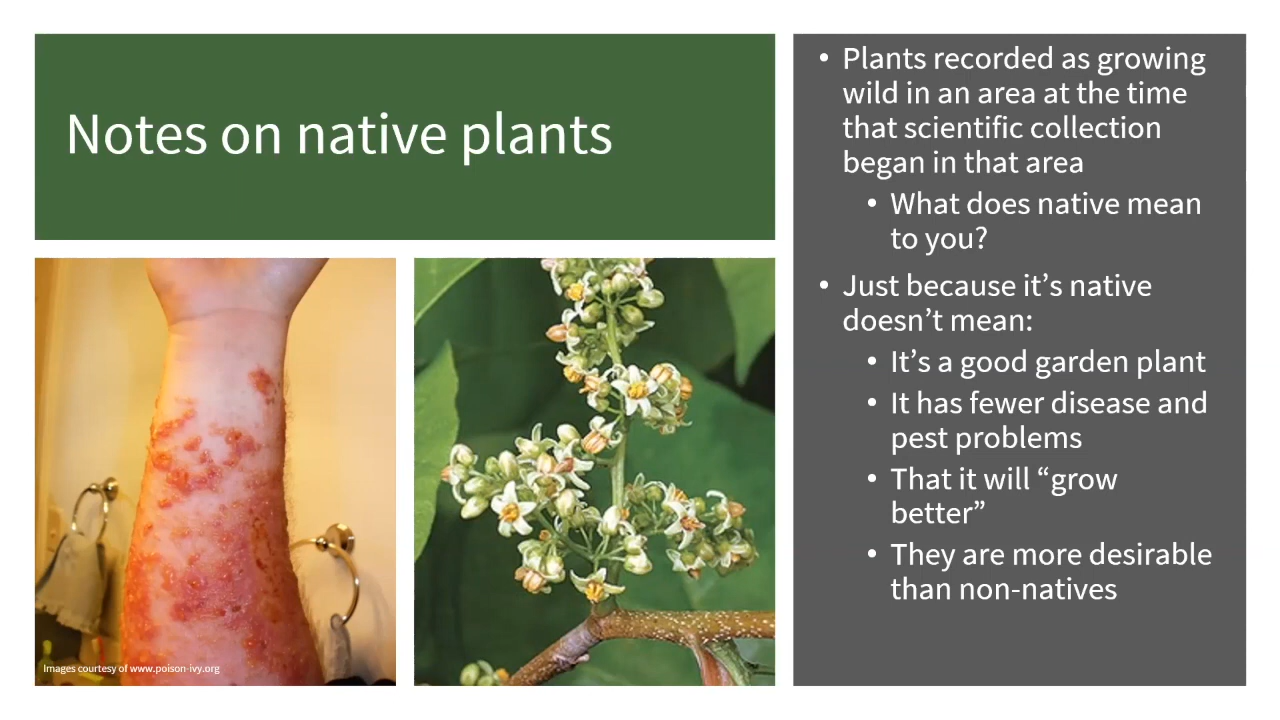 Notes on native plants
• Plants recorded as growing
wild in an area at the time
that scientific collection
began in that area
• What does native mean
to you?
• Just because it’s native
doesn’t mean:
• It’s a good garden plant
• It has fewer disease and
pest problems
• That it will “grow
better”
• They are more desirable
than non-natives
Images courtesy of www.poison-ivy.org